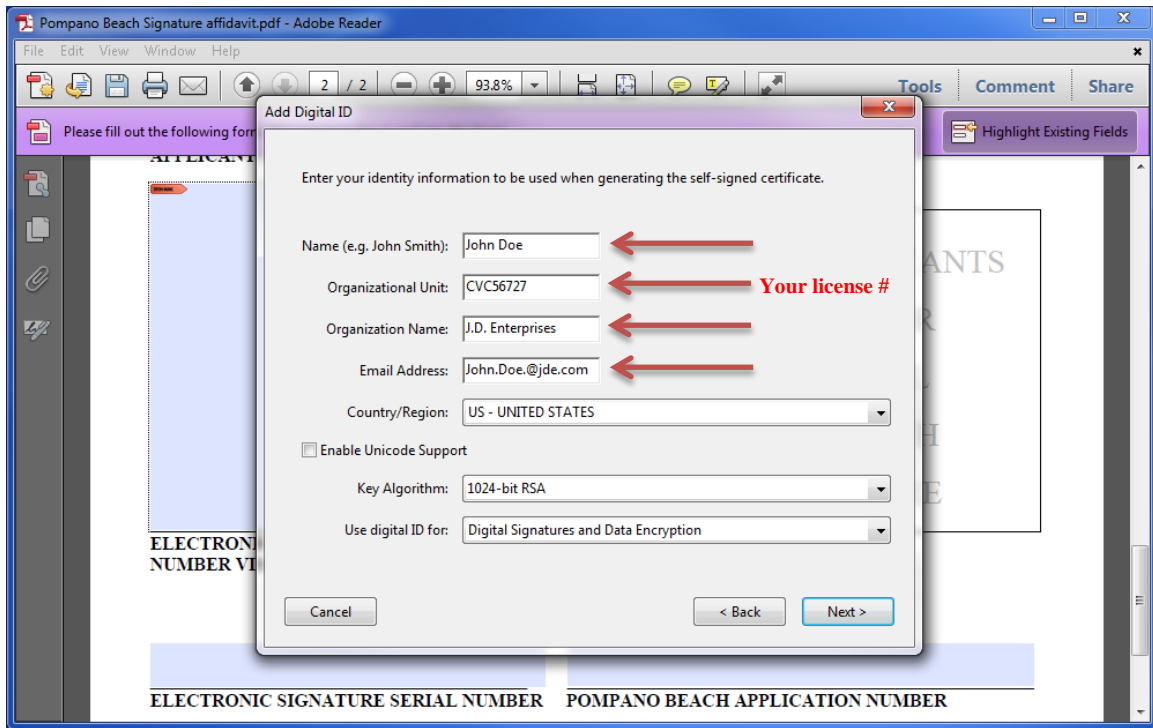 Pompano Beach Signature affidavit.pdf - Adobe Reader
File Edit View Window Help
2 / 2 93.8% Tools Comment Share
Add Digital ID
Please fill out the following form
Highlight Existing Fields
APPLICANT
Enter your identity information to be used when generating the self-signed certificate.
Name (e.g. John Smith): John Doe
ANTS
Organizational Unit: CVC56727 Your license #
Organization Name: J.D. Enterprises
R
Email Address: John.Doe.@jde.com
L
Country/Region: US - UNITED STATES
H
Enable Unicode Support
Key Algorithm: 1024-bit RSA
E
Use digital ID for: Digital Signatures and Data Encryption
ELECTRONI
NUMBER VI
Cancel < Back Next >
ELECTRONIC SIGNATURE SERIAL NUMBER POMPANO BEACH APPLICATION NUMBER